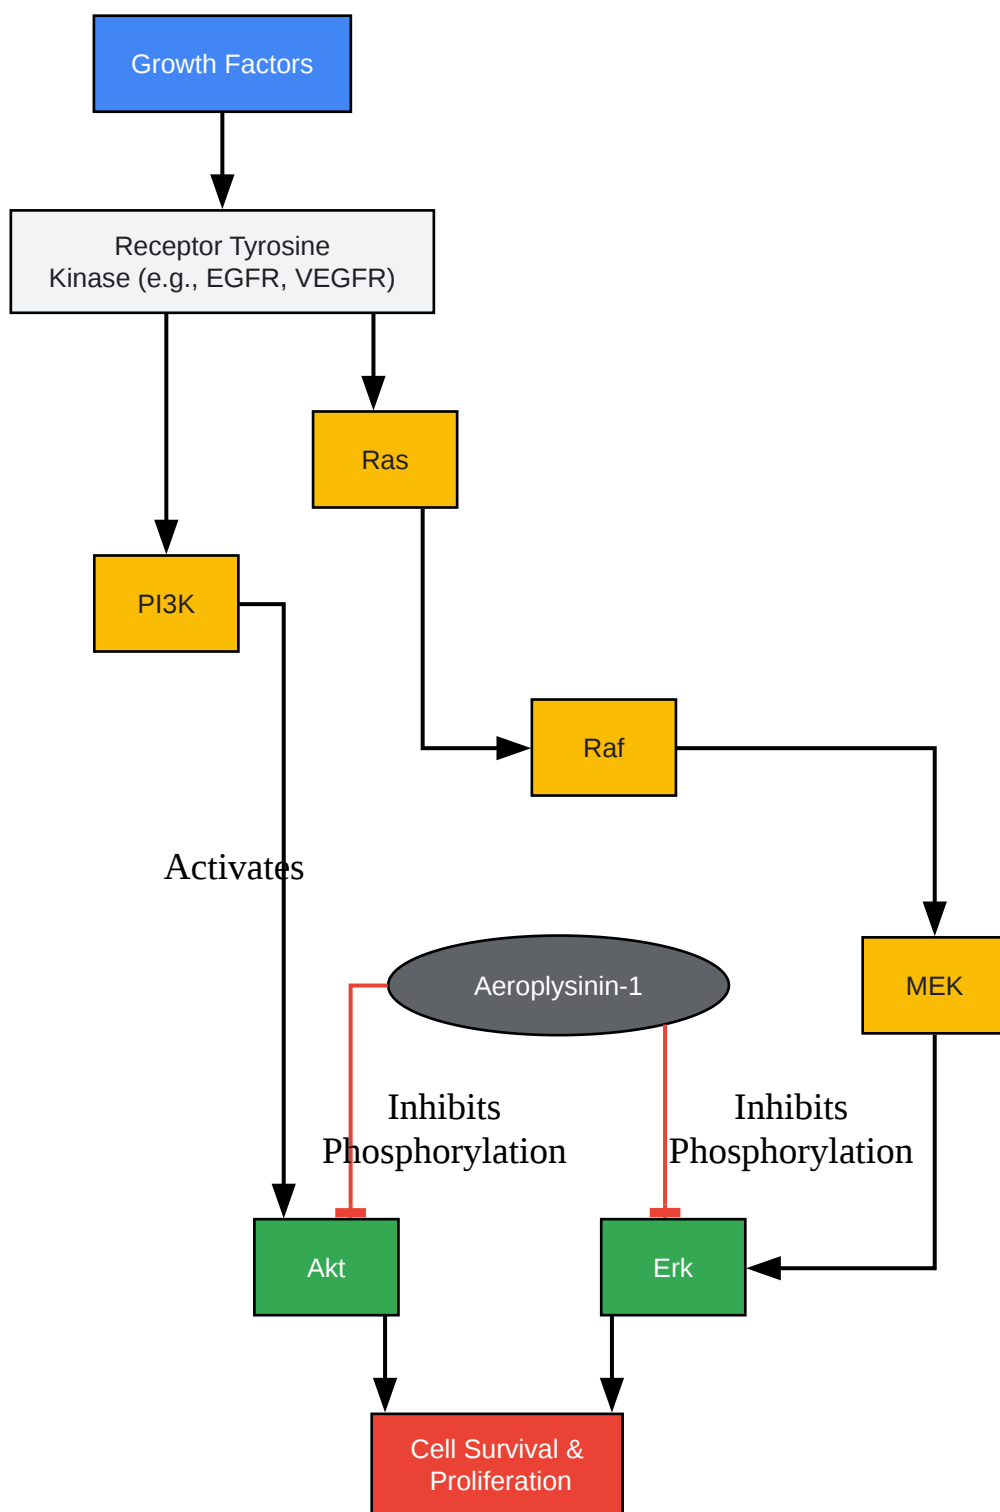 Growth Factors
Receptor Tyrosine
Kinase (e.g., EGFR, VEGFR)
Ras
PI3K
Raf
Activates
Aeroplysinin-1
MEK
Inhibits
Phosphorylation
Inhibits
Phosphorylation
Akt
Erk
Cell Survival &
Proliferation